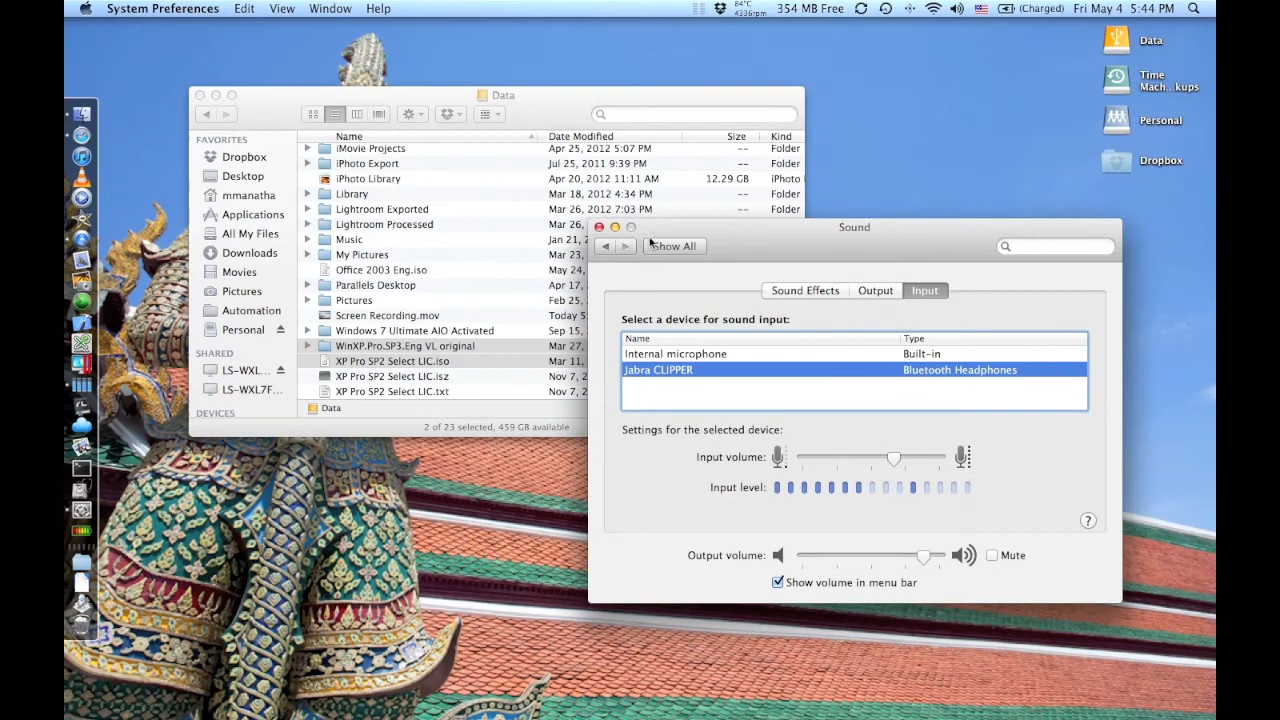 System Preferences Edit View Window Help 84°C 4336rpm 354 MB Free (Charged) Fri May 4 5:44 PM
Data
Time Mach...kups
Personal
Dropbox
Data
FAVORITES
Dropbox
Desktop
mmanatha
Applications
All My Files
Downloads
Movies
Pictures
Automation
Personal
SHARED
LS-WXL...
LS-WXL7F...
DEVICES
Name Date Modified Size Kind
iMovie Projects Apr 25, 2012 5:07 PM -- Folder
iPhoto Export Jul 25, 2011 9:39 PM -- Folder
iPhoto Library Apr 20, 2012 11:11 AM 12.29 GB iPhoto
Library Mar 18, 2012 4:34 PM -- Folder
Lightroom Exported Mar 26, 2012 7:03 PM -- Folder
Lightroom Processed Mar 26,
Music Jan 21,
My Pictures Mar 23,
Office 2003 Eng.iso May 24,
Parallels Desktop Apr 17,
Pictures Feb 25,
Screen Recording.mov Today 5
Windows 7 Ultimate AIO Activated Sep 15,
WinXP.Pro.SP3.Eng VL original Mar 27,
XP Pro SP2 Select LIC.iso Mar 11,
XP Pro SP2 Select LIC.isz Nov 7, 2
XP Pro SP2 Select LIC.txt Nov 7, 2
Data
2 of 23 selected, 459 GB available
Sound
Show All
Sound Effects Output Input
Select a device for sound input:
Name Type
Internal microphone Built-in
Jabra CLIPPER Bluetooth Headphones
Settings for the selected device:
Input volume:
Input level:
?
Output volume: Mute
Show volume in menu bar